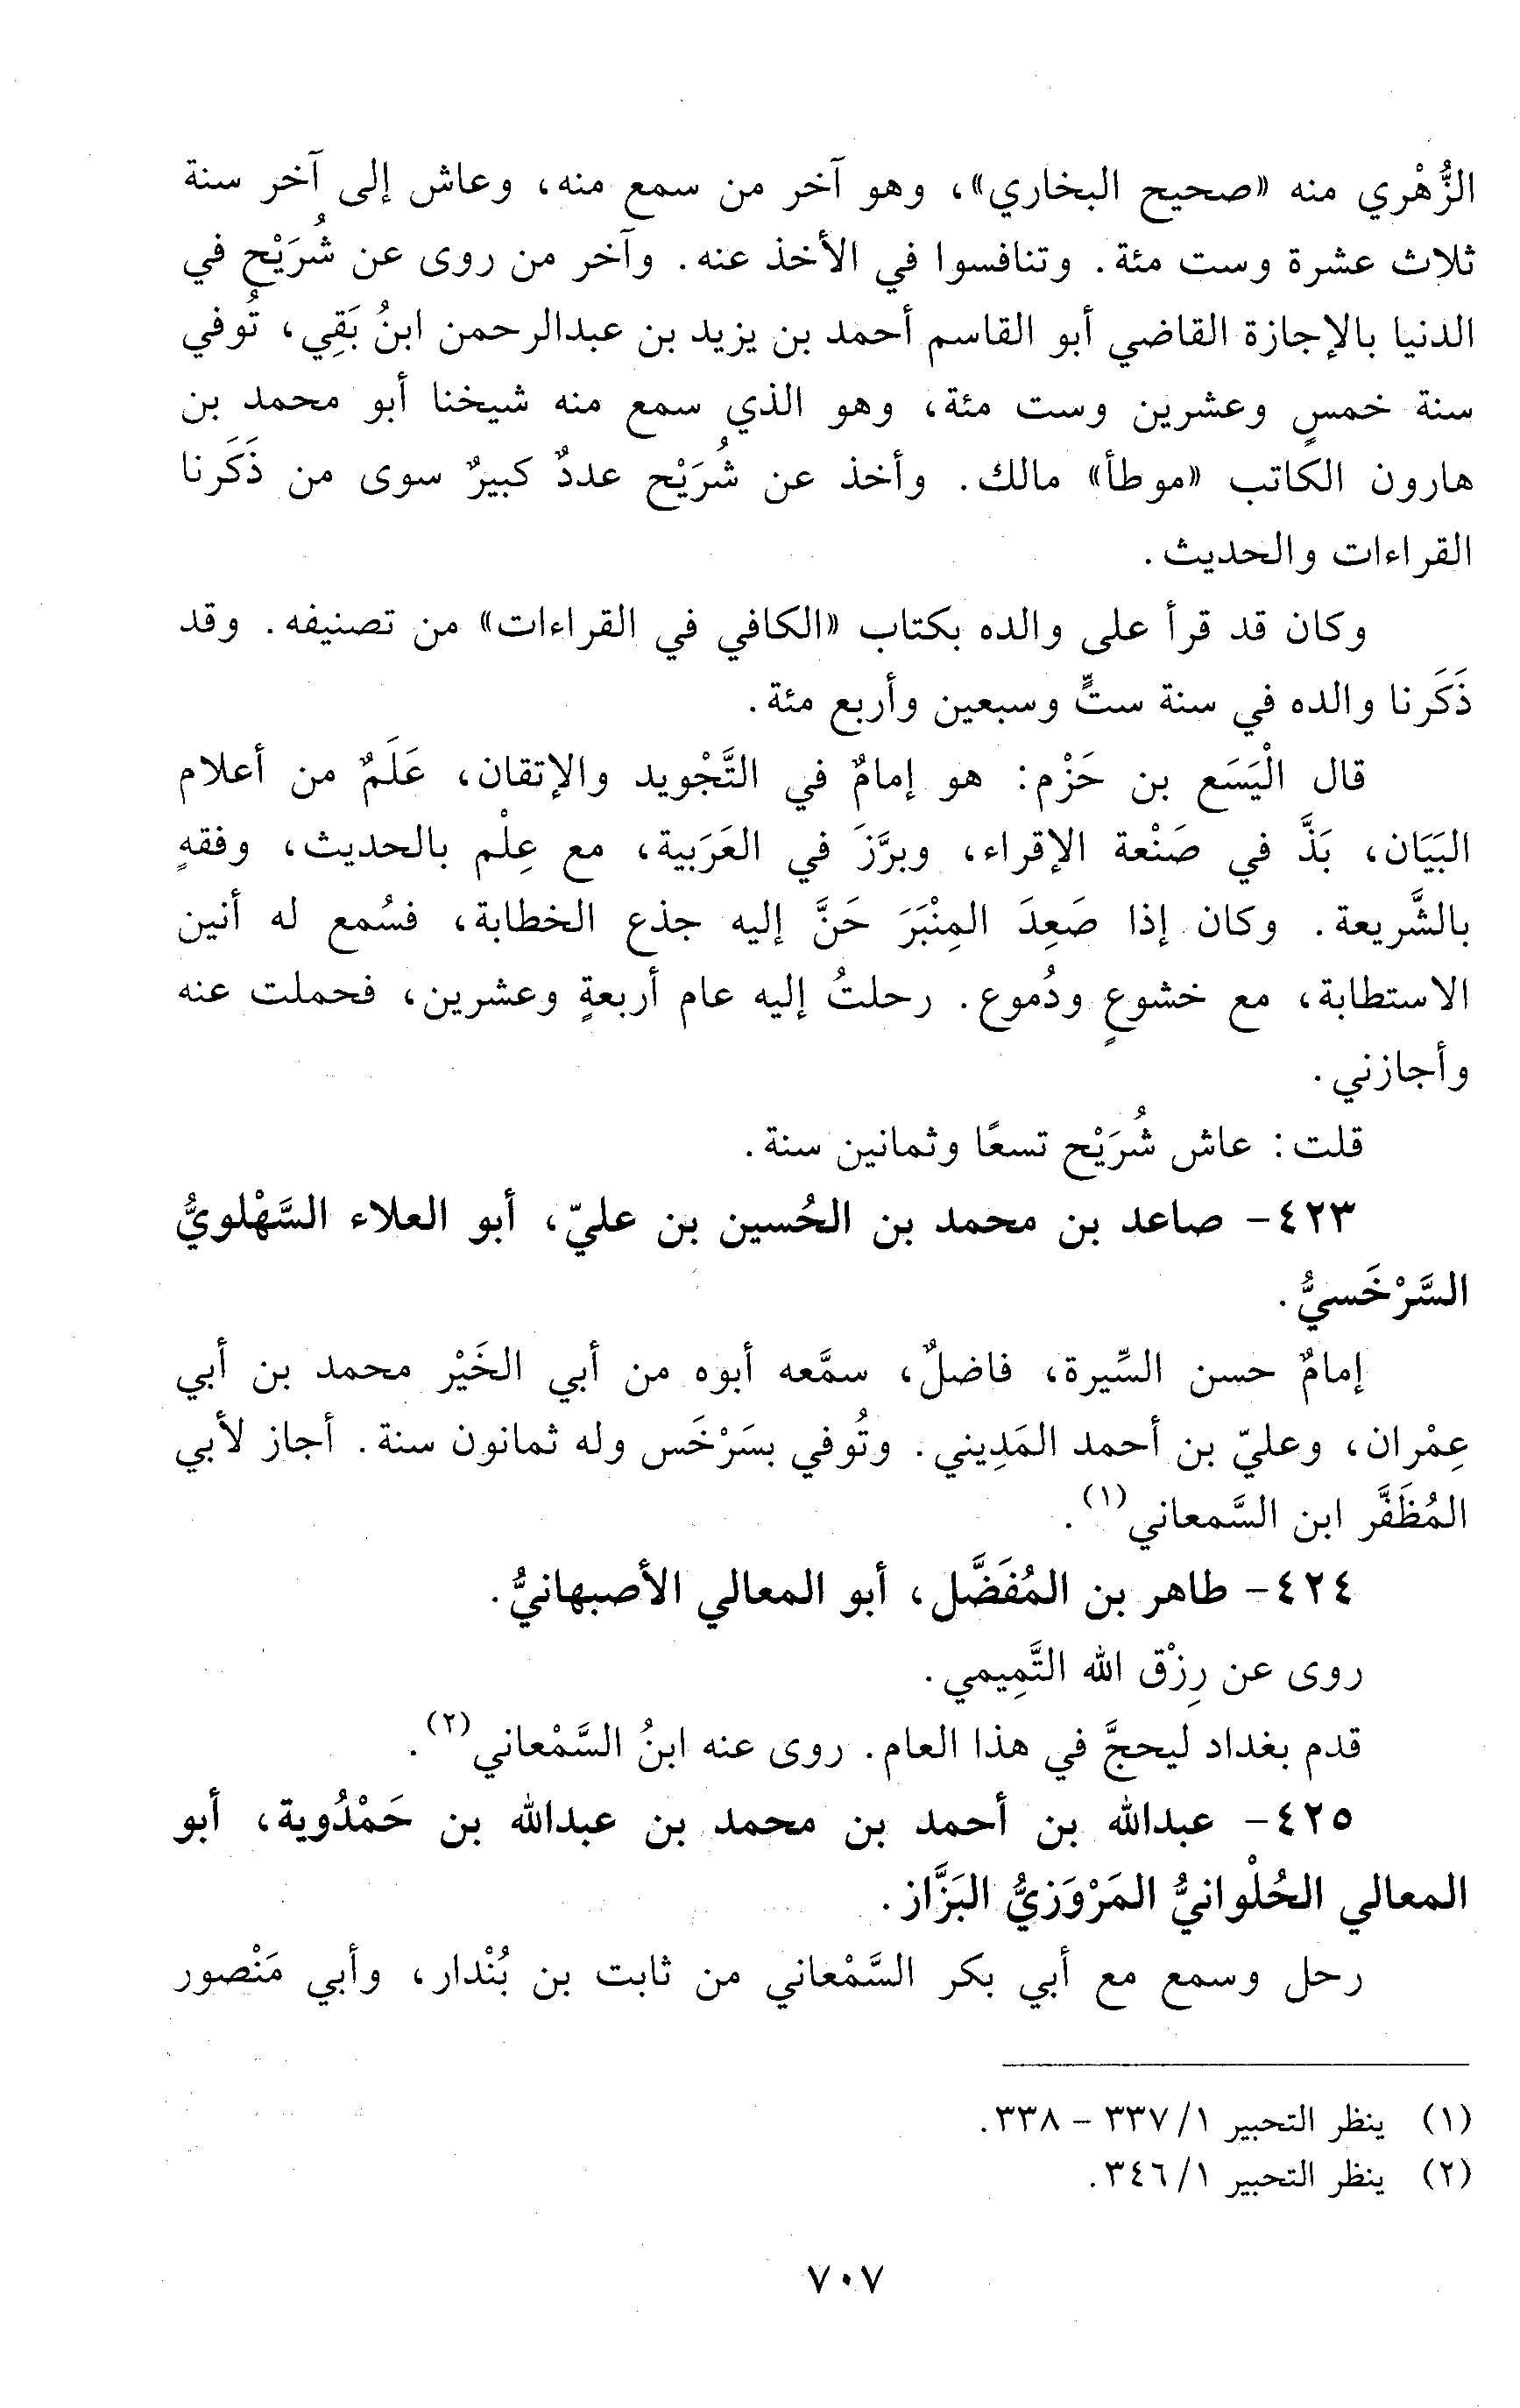 الزُّهْري منه «صحيح البخاري»، وهو آخر من سمع منه، وعاش إلى آخر سنة
ثلاث عشرة وست مئة. وتنافسوا في الأخذ عنه. وآخر من روى عن شُرَيْح في
الدنيا بالإجازة القاضي أبو القاسم أحمد بن يزيد بن عبدالرحمن ابنُ بَقِي، تُوفي
سنة خمسٍ وعشرين وست مئة، وهو الذي سمع منه شيخنا أبو محمد بن
هارون الكاتب «موطأ» مالك. وأخذ عن شُرَيْح عددٌ كبيرٌ سوى من ذَكَرنا
القراءات والحديث.
وكان قد قرأ على والده بكتاب «الكافي في القراءات» من تصنيفه. وقد
ذَكَرنا والده في سنة ستٍّ وسبعين وأربع مئة.
قال الْيَسَع بن حَزْم: هو إمامٌ في التَّجْويد والإتقان، عَلَمٌ من أعلام
البَيَان، بَذَّ في صَنْعة الإقراء، وبرَّزَ في العَرَبية، مع عِلْم بالحديث، وفقهٍ
بالشَّريعة. وكان إذا صَعِدَ المِنْبَرَ حَنَّ إليه جذع الخطابة، فسُمع له أنين
الاستطابة، مع خشوعٍ ودُموع. رحلتُ إليه عام أربعةٍ وعشرين، فحملت عنه
وأجازني.
قلت: عاش شُرَيْح تسعًا وثمانين سنة.
٤٢٣- صاعد بن محمد بن الحُسين بن عليّ، أبو العلاء السَّهْلويُّ
السَّرْخَسيُّ.
إمامٌ حسن السِّيرة، فاضلٌ، سمَّعه أبوه من أبي الخَيْر محمد بن أبي
عِمْران، وعليّ بن أحمد المَدِيني. وتُوفي بسَرْخَس وله ثمانون سنة. أجاز لأبي
المُظَفَّر ابن السَّمعاني(١).
٤٢٤- طاهر بن المُفَضَّل، أبو المعالي الأصبهانيُّ.
روى عن رِزْق الله التَّمِيمي.
قدم بغداد ليحجَّ في هذا العام. روى عنه ابنُ السَّمْعاني(٢).
٤٢٥- عبدالله بن أحمد بن محمد بن عبدالله بن حَمْدُوية، أبو
المعالي الحُلْوانيُّ المَرْوَزيُّ البَزَّاز.
رحل وسمع مع أبي بكر السَّمْعاني من ثابت بن بُنْدار، وأبي مَنْصور
(١) ينظر التحبير ١/ ٣٣٧ - ٣٣٨.
(٢) ينظر التحبير ١/ ٣٤٦.
٧٠٧